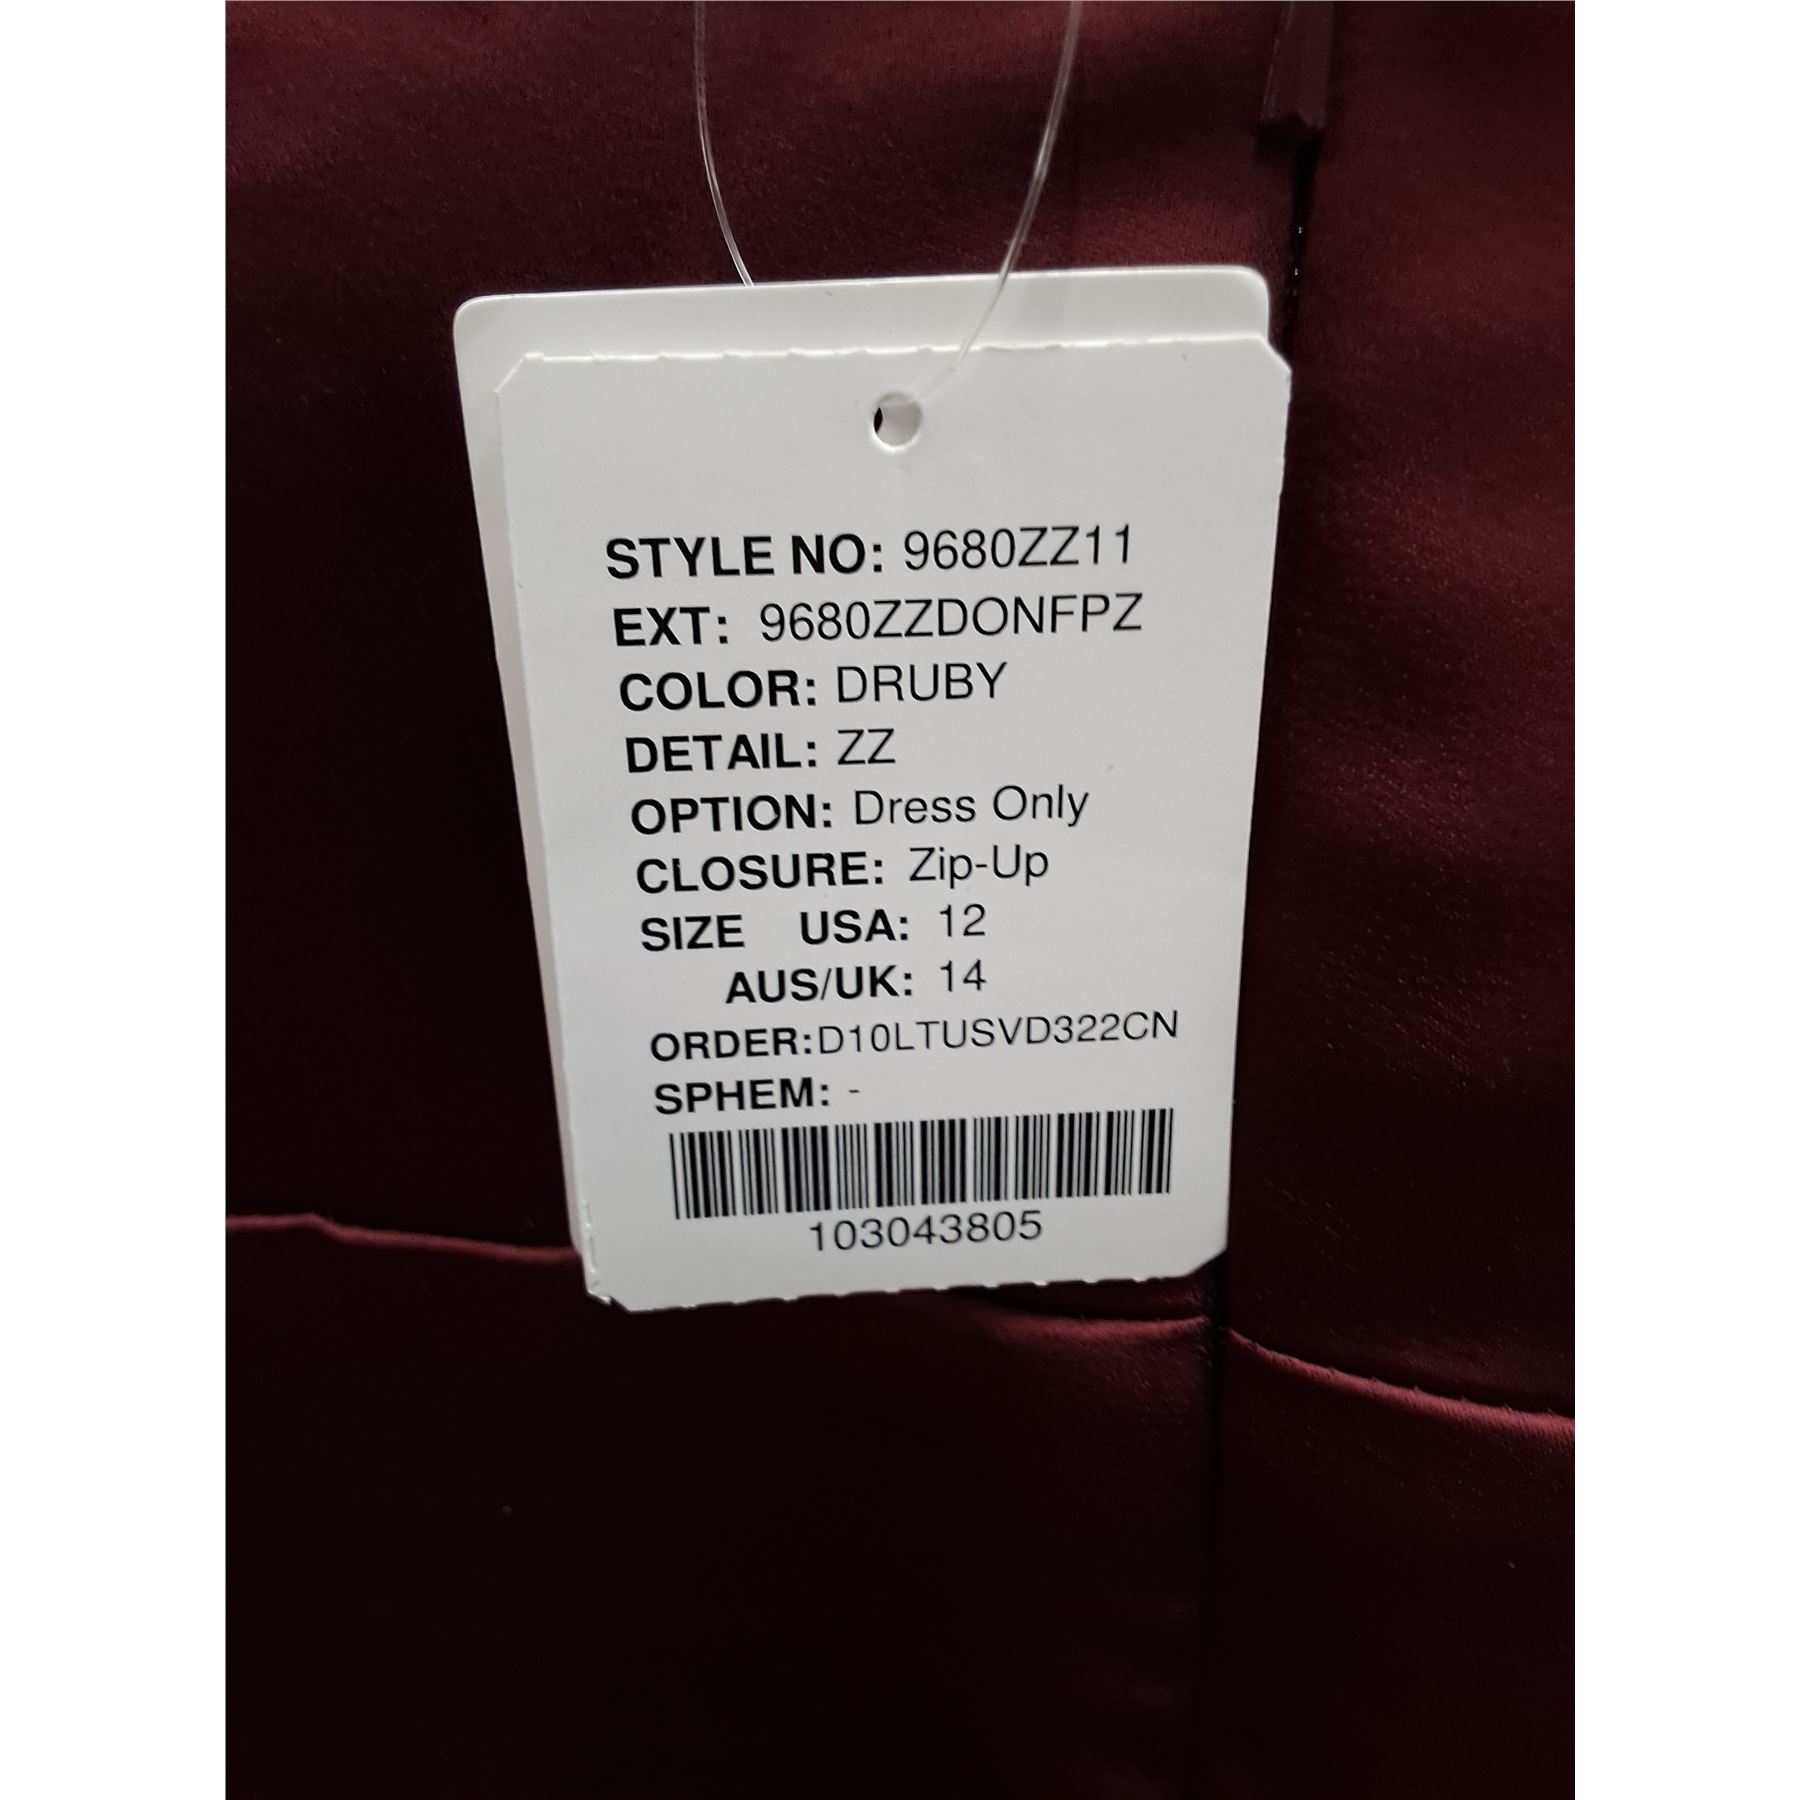 STYLE NO: 9680ZZ11
EXT: 9680ZZDONFPZ
COLOR: DRUBY
DETAIL: ZZ
OPTION: Dress Only
CLOSURE: Zip-Up
SIZE USA: 12
AUS/UK: 14
ORDER:D10LTUSVD322CN
SPHEM: -
103043805